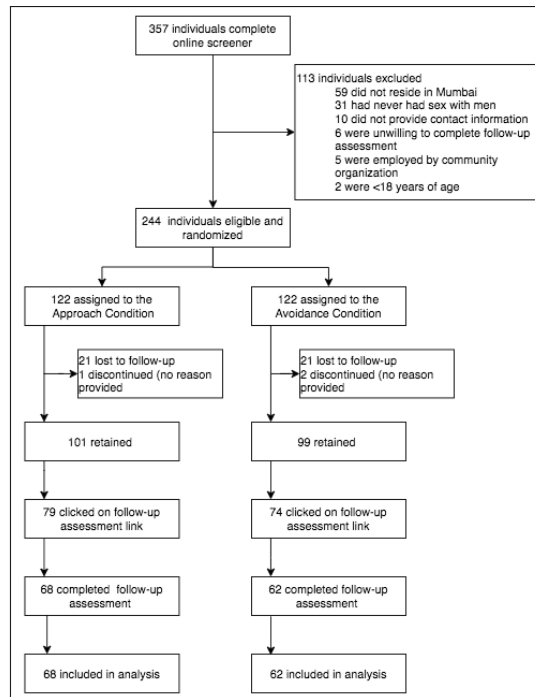 357 individuals complete
online screener
113 individuals excluded
59 did not reside in Mumbai
31 had never had sex with men
10 did not provide contact information
6 were unwilling to complete follow-up
assessment
5 were employed by community
organization
2 were <18 years of age
244 individuals eligible and
randomized
122 assigned to the
Approach Condition
122 assigned to the
Avoidance Condition
21 lost to follow-up
1 discontinued (no reason
provided
21 lost to follow-up
2 discontinued (no reason
provided
101 retained
99 retained
79 clicked on follow-up
assessment link
74 clicked on follow-up
assessment link
68 completed follow-up
assessment
62 completed follow-up
assessment
68 included in analysis
62 included in analysis